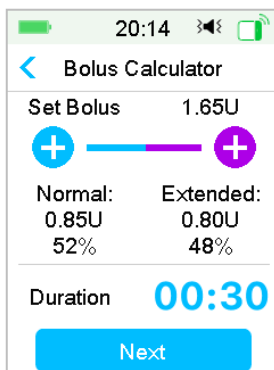 20:14
Bolus Calculator
Set Bolus 1.65U
Normal: Extended:
0.85U 0.80U
52% 48%
Duration 00:30
Next